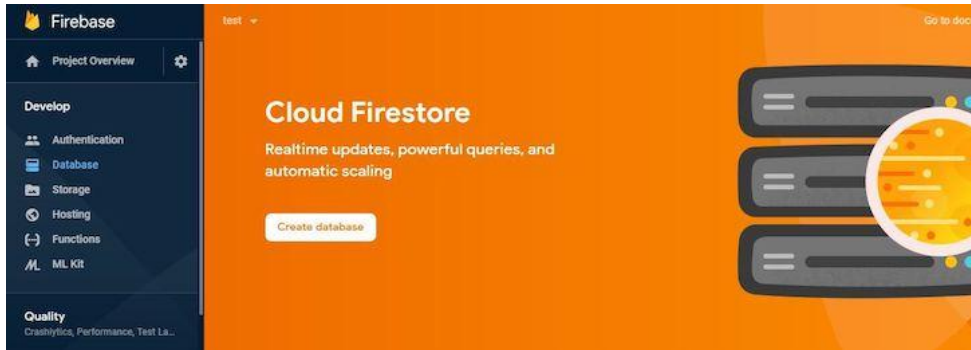 Firebase
test
Go to doc
Project Overview
Develop
Authentication
Database
Storage
Hosting
Functions
ML Kit
Quality
Crashlytics, Performance, Test La...
Cloud Firestore
Realtime updates, powerful queries, and
automatic scaling
Create database